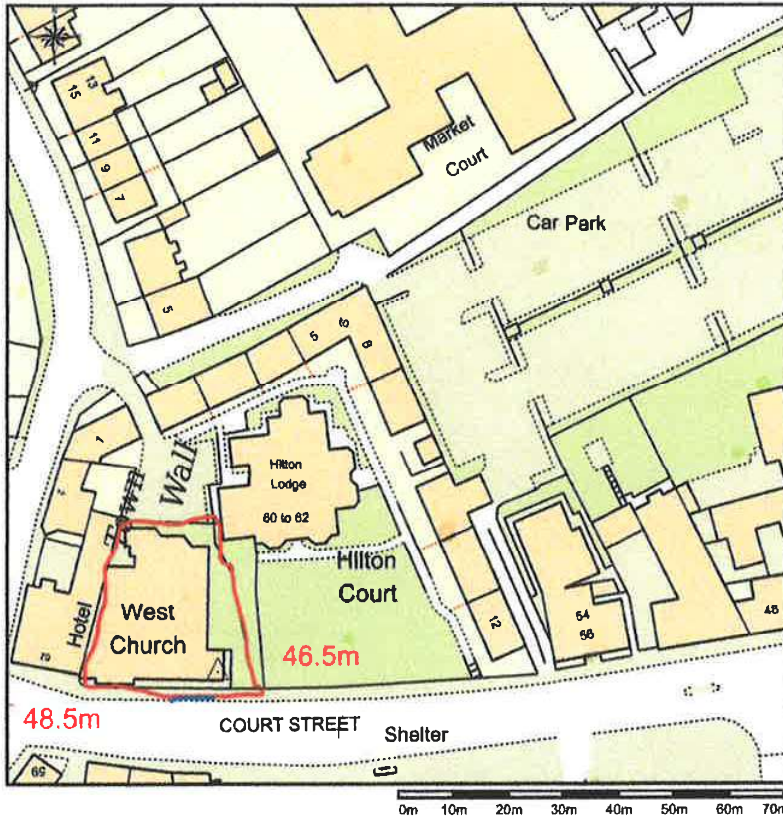 15
13
11
9
7
5
Market
Court
Car Park
5 to 8
1
Wall
Hilton
Lodge
60 to 62
Hilton
Court
West
Church
Hotel
12
54
56
48
46.5m
48.5m
COURT STREET
Shelter
59
0m 10m 20m 30m 40m 50m 60m 70m